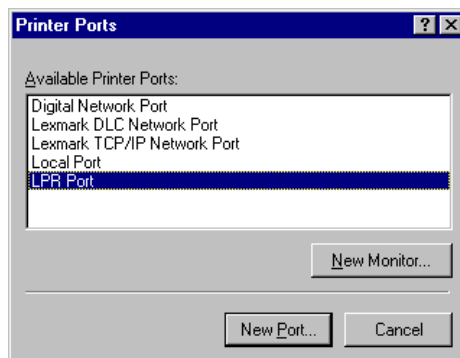 Printer Ports
Available Printer Ports:
Digital Network Port
Lexmark DLC Network Port
Lexmark TCP/IP Network Port
Local Port
LPR Port
New Monitor...
New Port...
Cancel